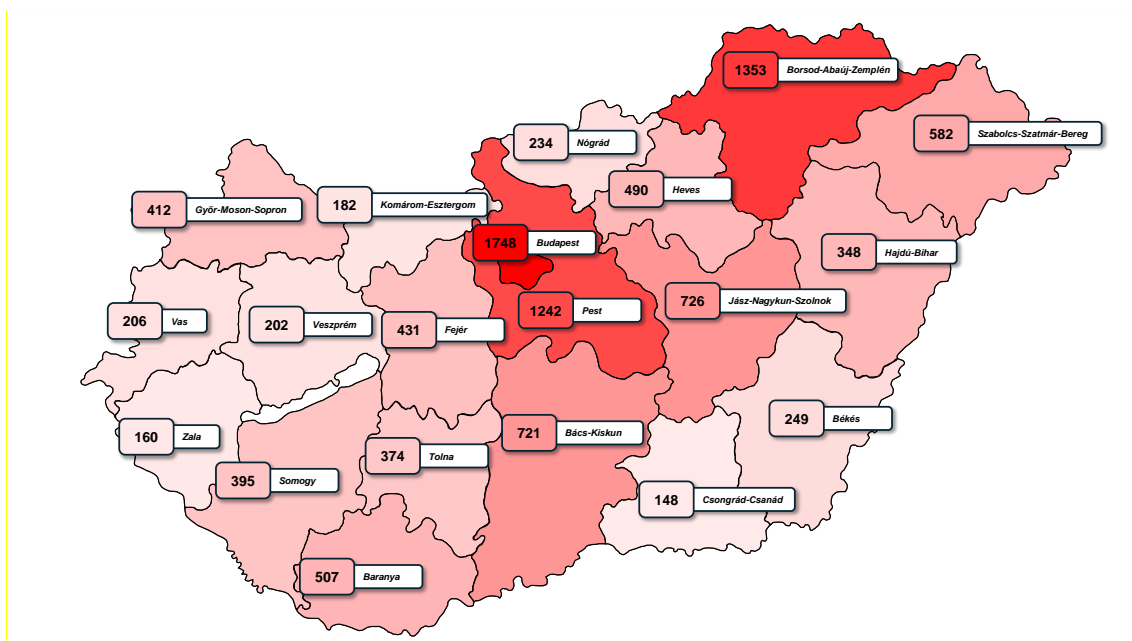 1353 Borsod-Abaúj-Zemplén
582 Szabolcs-Szatmár-Bereg
234 Nógrád
490 Heves
182 Komárom-Esztergom
412 Győr-Moson-Sopron
1748 Budapest
348 Hajdú-Bihar
726 Jász-Nagykun-Szolnok
1242 Pest
206 Vas
202 Veszprém
431 Fejér
249 Békés
721 Bács-Kiskun
160 Zala
374 Tolna
395 Somogy
148 Csongrád-Csanád
507 Baranya